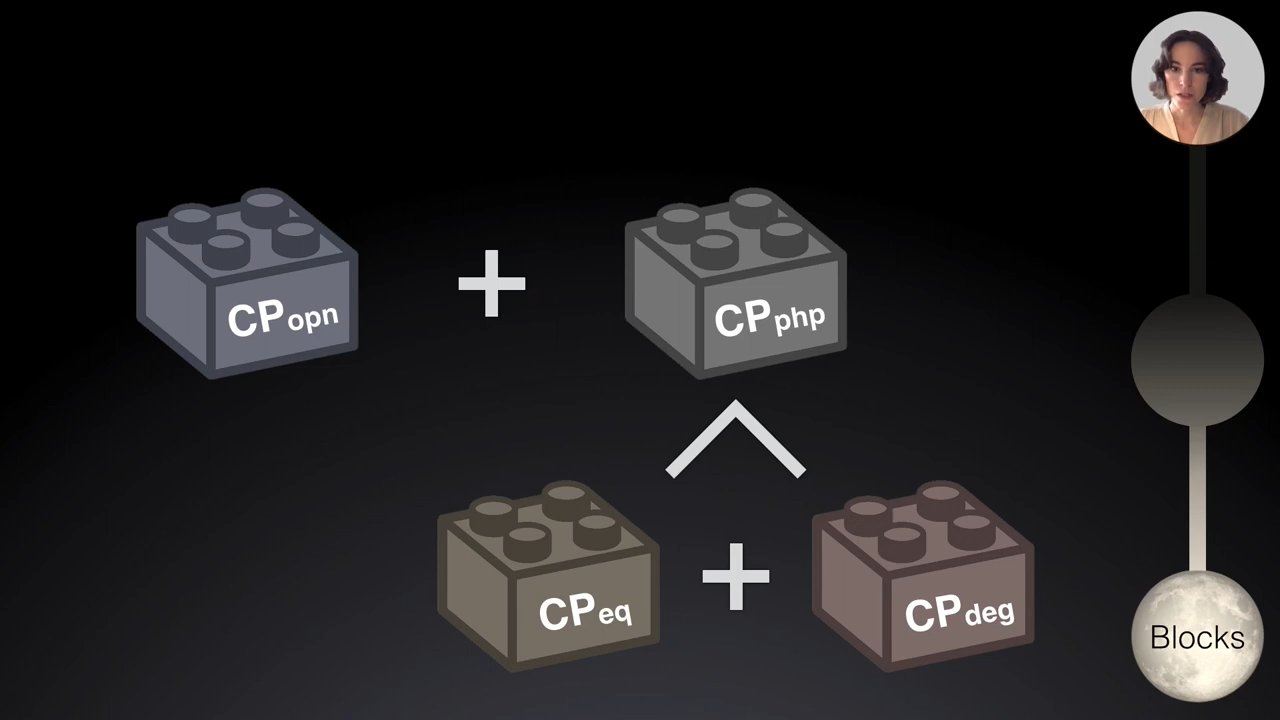 CPopn
+
CPphp
CPeq
+
CPdeg
Blocks